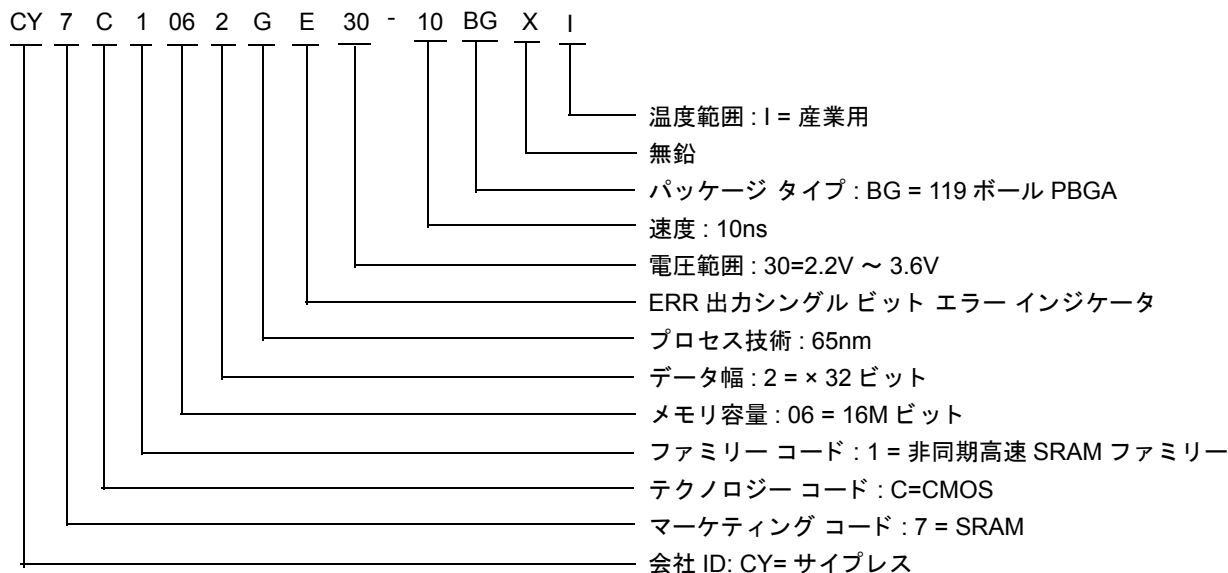 CY 7 C 1 06 2 G E 30 - 10 BG X I
温度範囲 : I = 産業用
無鉛
パッケージ タイプ : BG = 119 ボール PBGA
速度 : 10ns
電圧範囲 : 30=2.2V ～ 3.6V
ERR 出力シングル ビット エラー インジケータ
プロセス技術 : 65nm
データ幅 : 2 = × 32 ビット
メモリ容量 : 06 = 16M ビット
ファミリー コード : 1 = 非同期高速 SRAM ファミリー
テクノロジー コード : C=CMOS
マーケティング コード : 7 = SRAM
会社 ID: CY= サイプレス